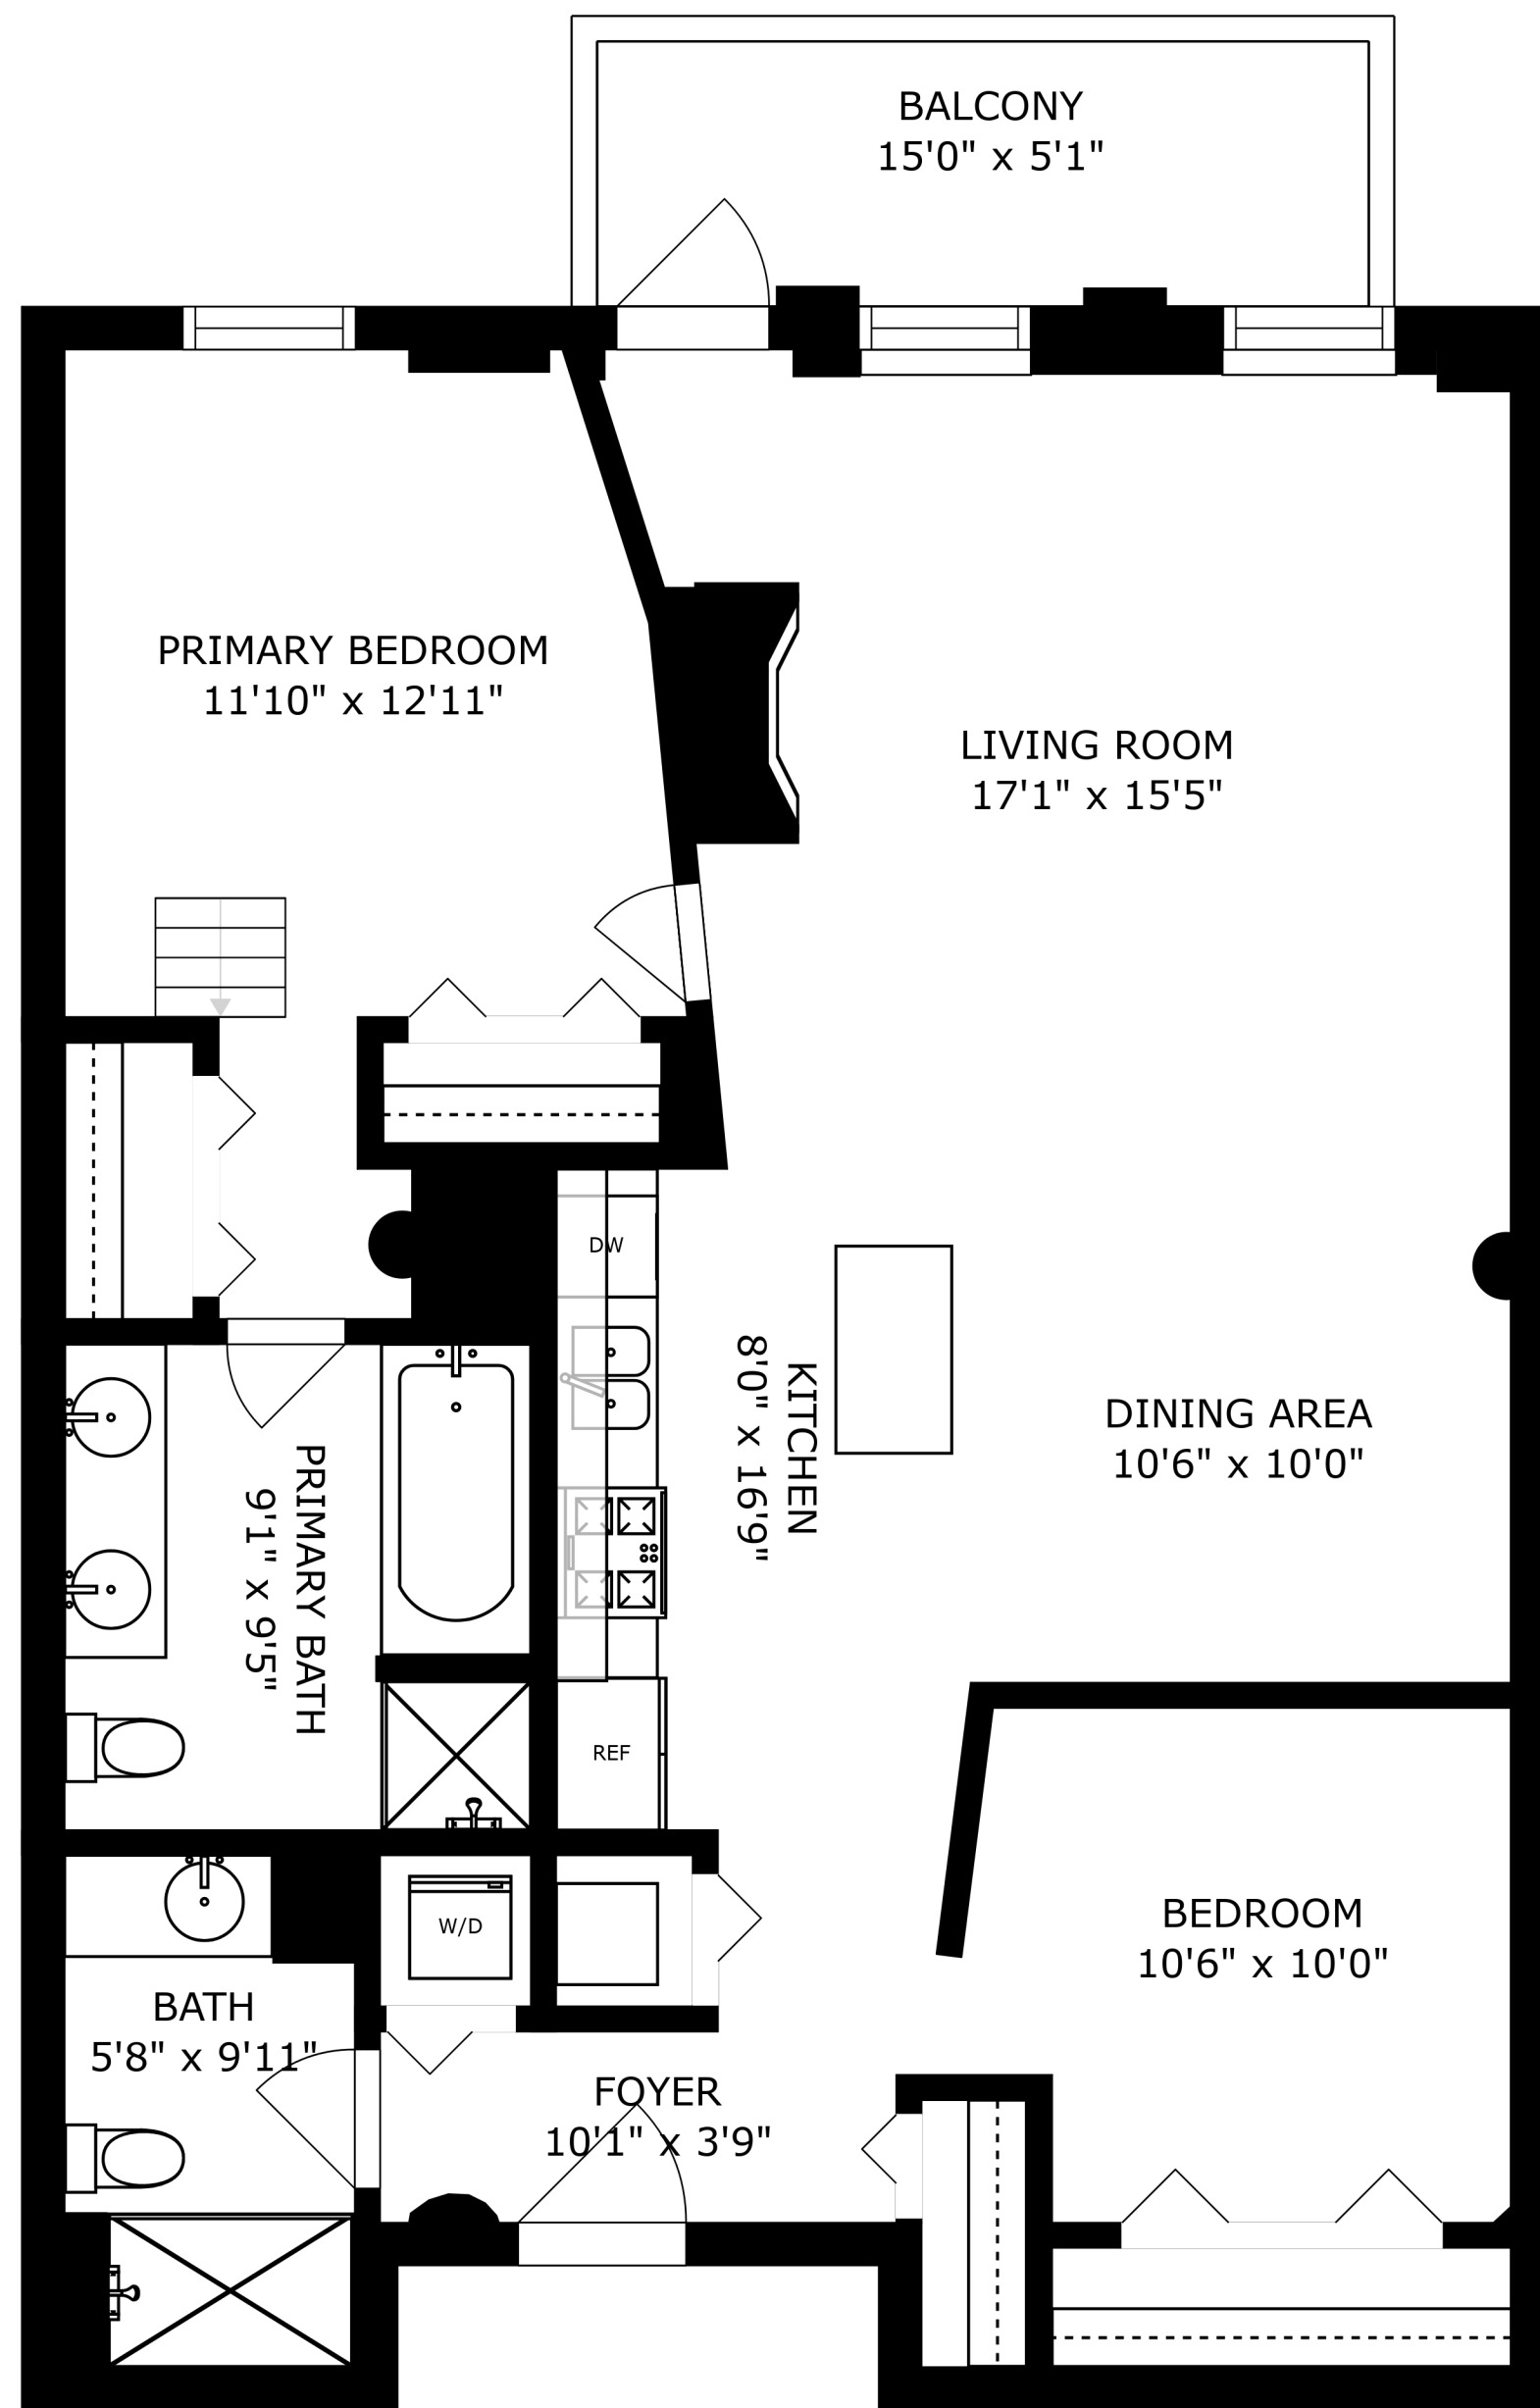 BALCONY
15'0" x 5'1"
PRIMARY BEDROOM
11'10" x 12'11"
LIVING ROOM
17'1" x 15'5"
DW
KITCHEN
8'0" x 16'9"
DINING AREA
10'6" x 10'0"
PRIMARY BATH
9'1" x 9'5"
REF
W/D
BEDROOM
10'6" x 10'0"
BATH
5'8" x 9'11"
FOYER
10'1" x 3'9"